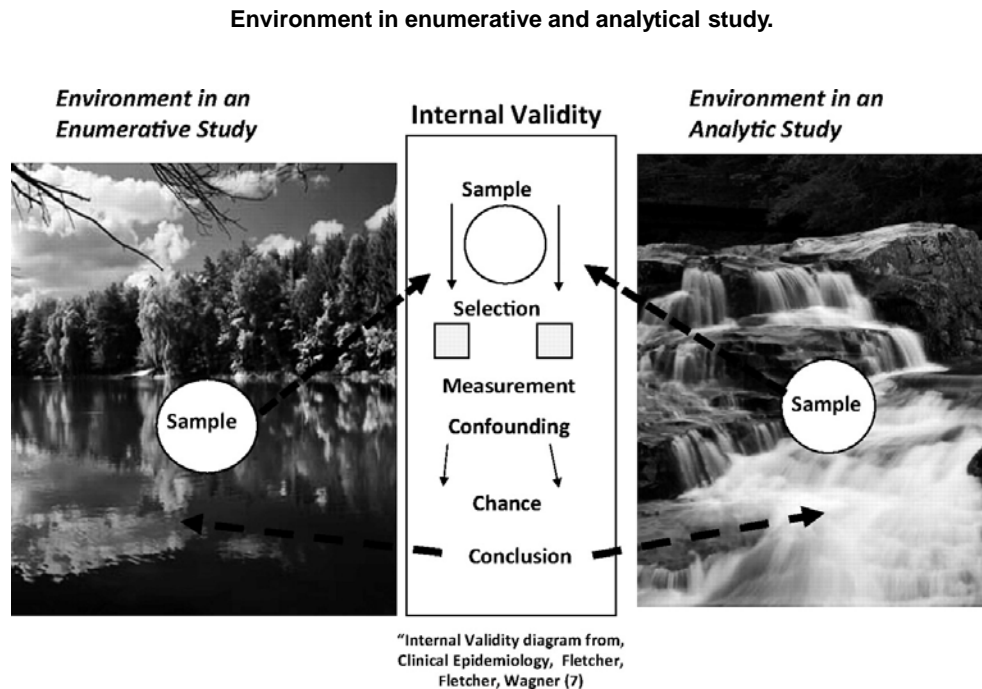 Environment in enumerative and analytical study.
Environment in an
Enumerative Study
Internal Validity
Environment in an
Analytic Study
Sample
Selection
Measurement
Confounding
Chance
Conclusion
Sample
Sample
"Internal Validity diagram from,
Clinical Epidemiology, Fletcher,
Fletcher, Wagner (7)